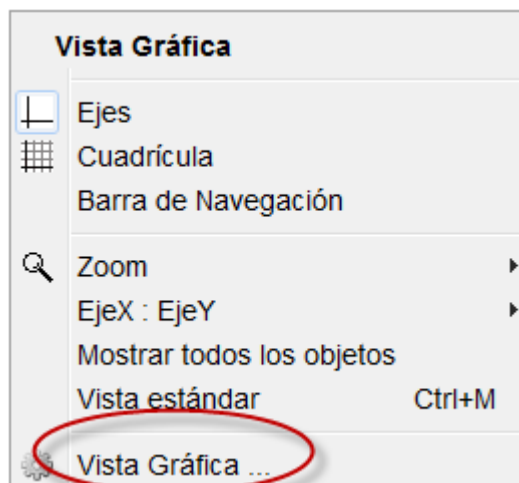 Vista Gráfica
Ejes
Cuadrícula
Barra de Navegación
Zoom
EjeX : EjeY
Mostrar todos los objetos
Vista estándar Ctrl+M
Vista Gráfica ...